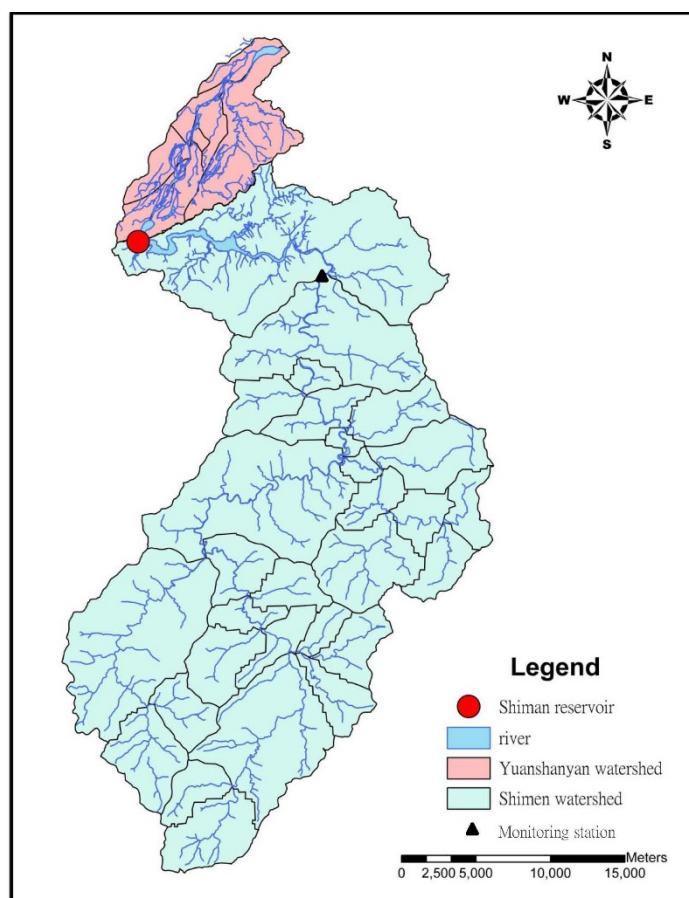 N
W E
S
Legend
Shiman reservoir
river
Yuanshanyan watershed
Shimen watershed
Monitoring station
Meters
0 2,500 5,000 10,000 15,000